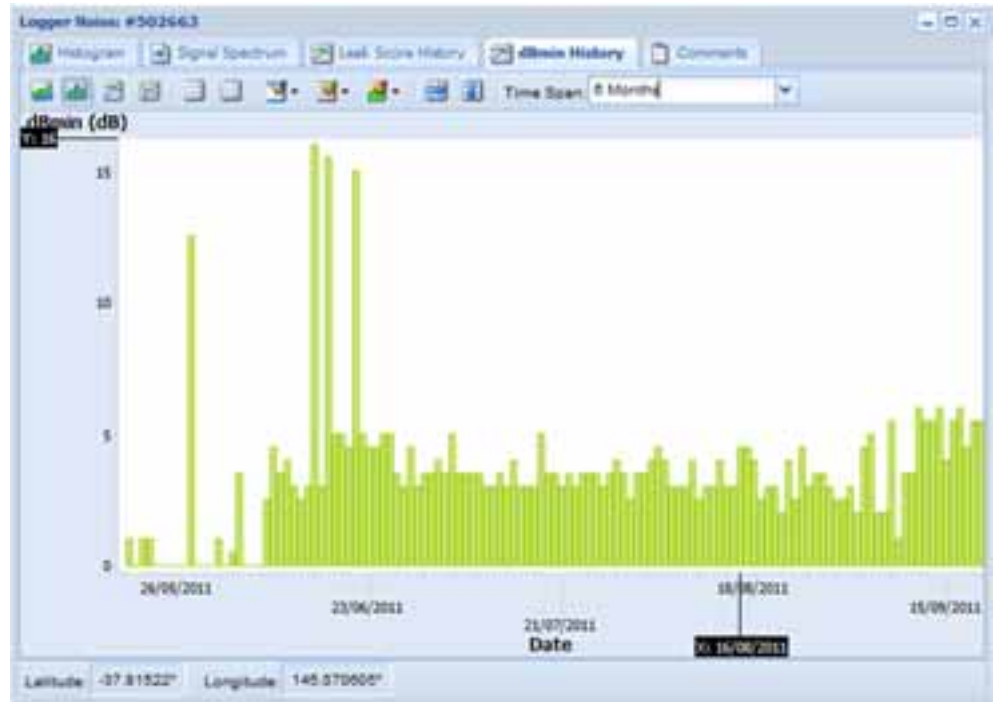 Logger Noise: #502663
Histogram Signal Spectrum Leak Score History dBmin History Comments
Time Span: 6 Months
dBmin (dB)
Y: 16
15
10
5
0
26/05/2011
23/06/2011
21/07/2011
18/08/2011
15/09/2011
Date
X: 16/08/2011
Latitude -37.81522° Longitude